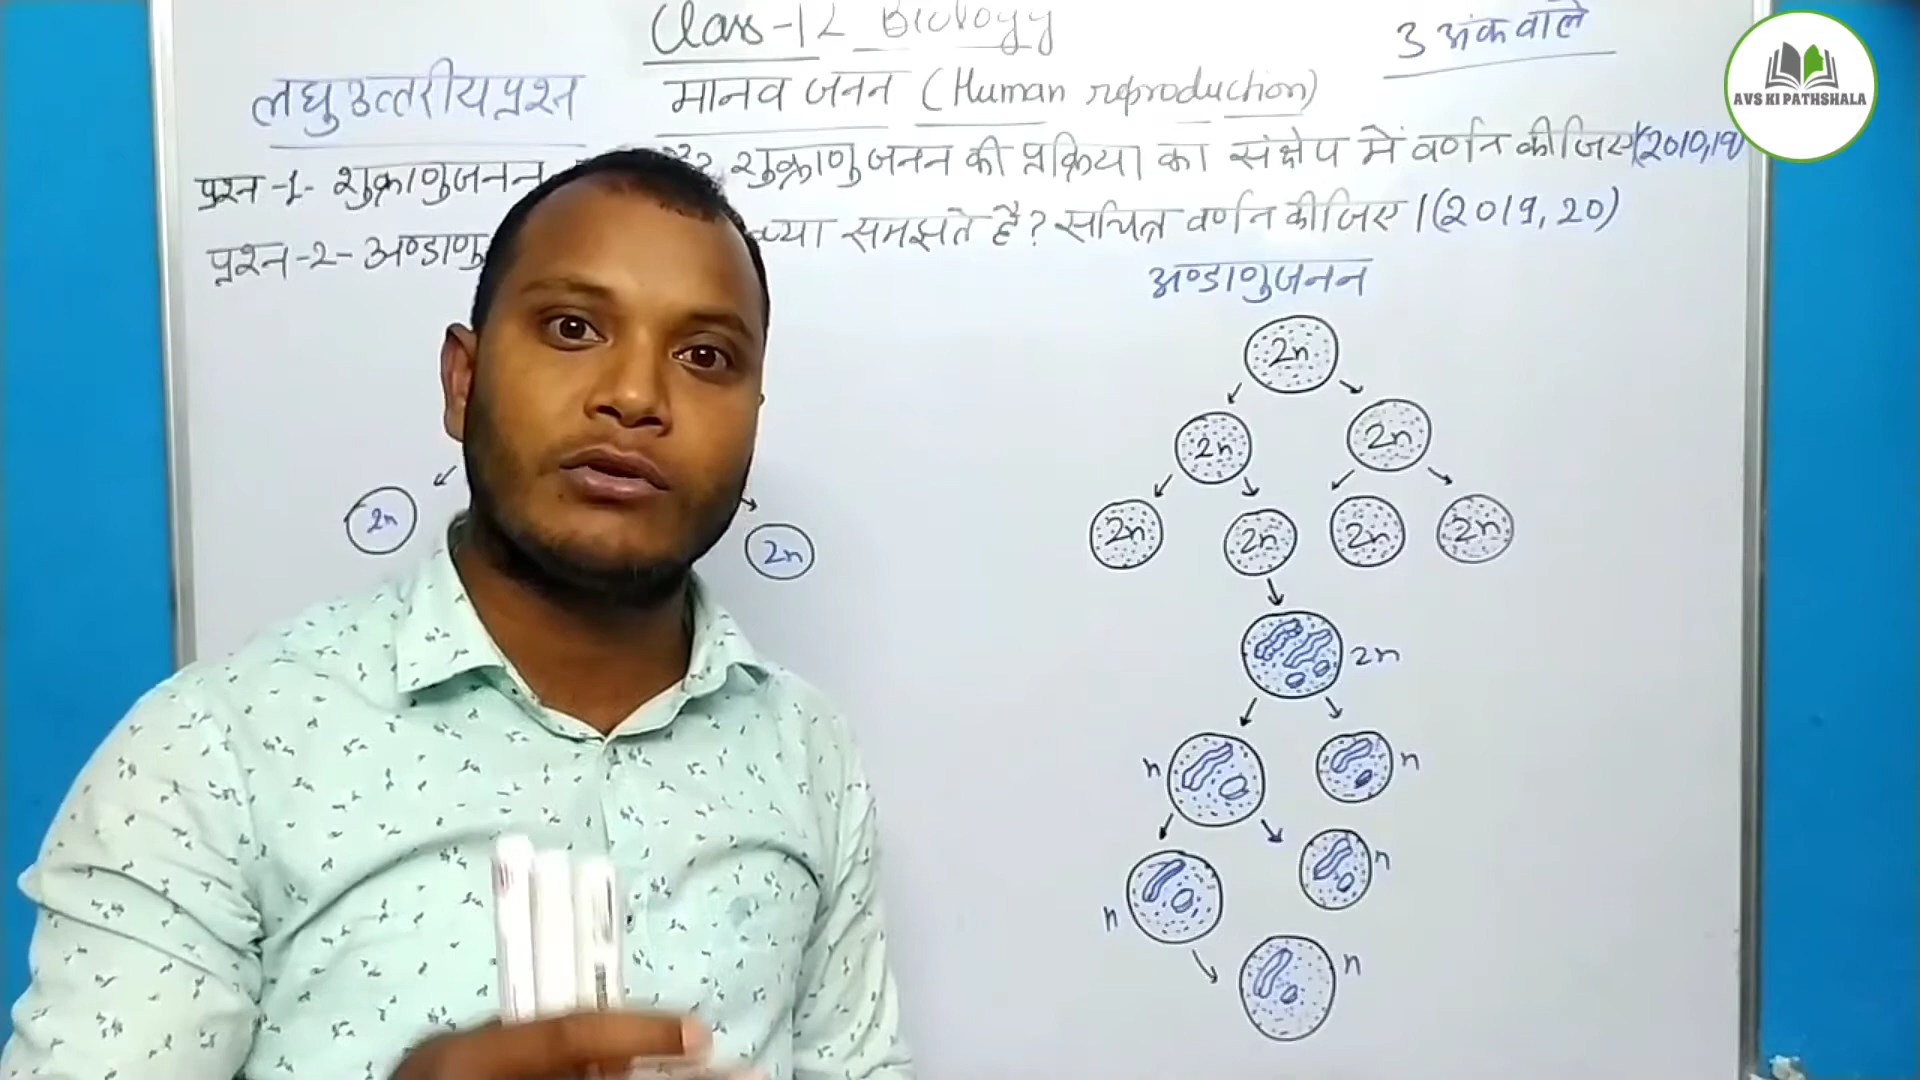 Class-12 Biology
3 अंक वाले
AVS KI PATHSHALA
लघु उत्तरीय प्रश्न
मानव जनन (Human reproduction)
प्रश्न-1- शुक्राणुजनन ? शुक्राणुजनन की प्रक्रिया का संक्षेप में वर्णन कीजिए।(2010,19
प्रश्न-2- अण्डाणु क्या समझते है? सचित्र वर्णन कीजिए।(2019, 20)
अण्डाणुजनन
2n
2n 2n
2n 2n 2n 2n
2n 2n
2n
n n
n
n
n